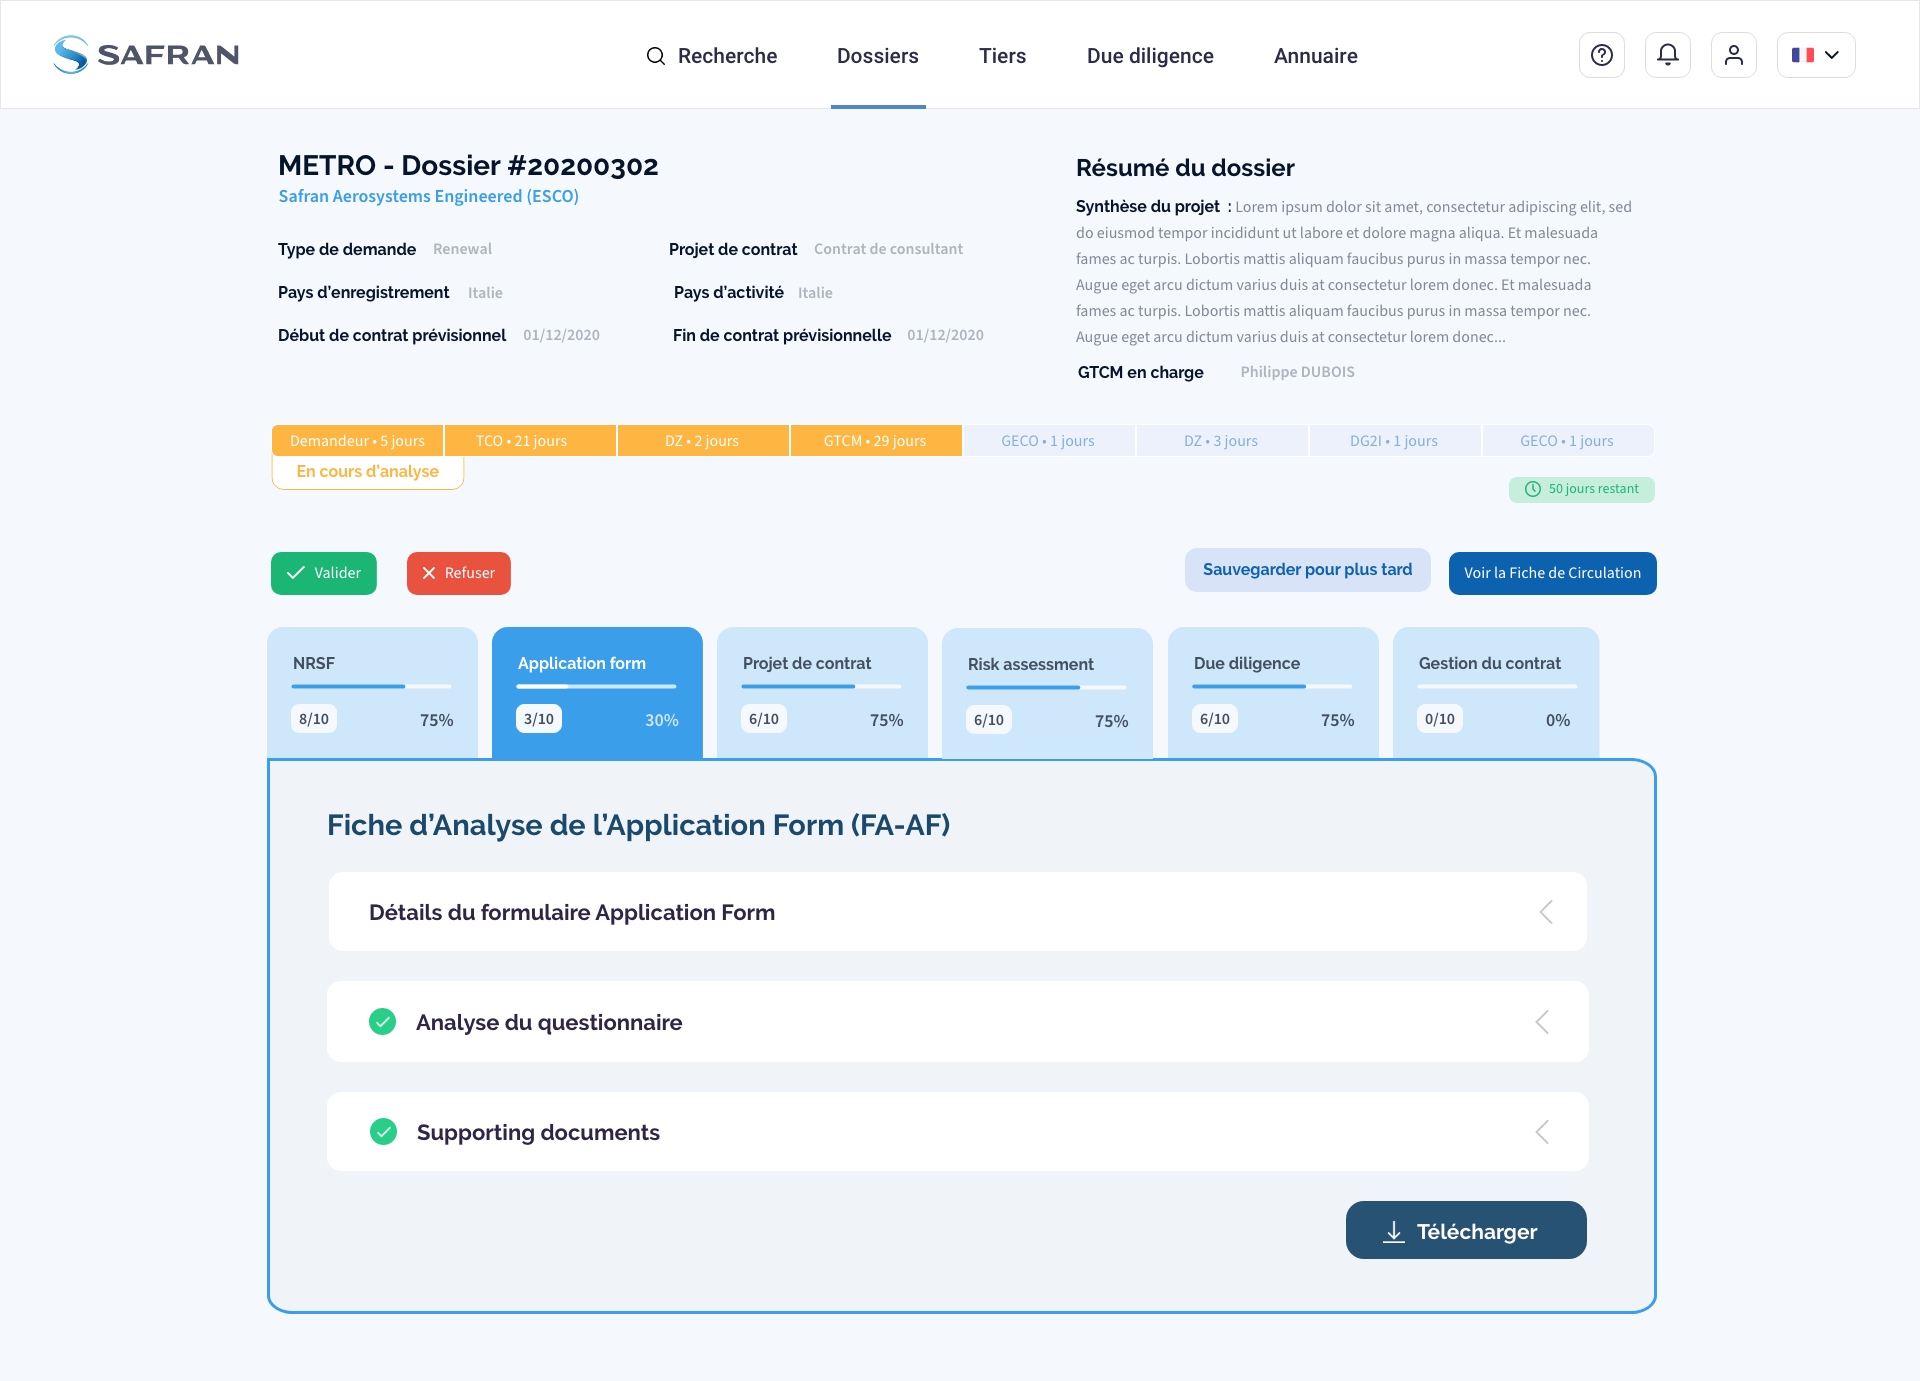 SAFRAN
Recherche
Dossiers
Tiers
Due diligence
Annuaire
METRO - Dossier #20200302
Safran Aerosystems Engineered (ESCO)
Type de demande Renewal
Projet de contrat Contrat de consultant
Pays d’enregistrement Italie
Pays d’activité Italie
Début de contrat prévisionnel 01/12/2020
Fin de contrat prévisionnelle 01/12/2020
Résumé du dossier
Synthèse du projet : Lorem ipsum dolor sit amet, consectetur adipiscing elit, sed
do eiusmod tempor incididunt ut labore et dolore magna aliqua. Et malesuada
fames ac turpis. Lobortis mattis aliquam faucibus purus in massa tempor nec.
Augue eget arcu dictum varius duis at consectetur lorem donec. Et malesuada
fames ac turpis. Lobortis mattis aliquam faucibus purus in massa tempor nec.
Augue eget arcu dictum varius duis at consectetur lorem donec...
GTCM en charge Philippe DUBOIS
Demandeur • 5 jours
TCO • 21 jours
DZ • 2 jours
GTCM • 29 jours
GECO • 1 jours
DZ • 3 jours
DG2I • 1 jours
GECO • 1 jours
En cours d’analyse
50 jours restant
Valider
Refuser
Sauvegarder pour plus tard
Voir la Fiche de Circulation
NRSF
8/10 75%
Application form
3/10 30%
Projet de contrat
6/10 75%
Risk assessment
6/10 75%
Due diligence
6/10 75%
Gestion du contrat
0/10 0%
Fiche d’Analyse de l’Application Form (FA-AF)
Détails du formulaire Application Form
Analyse du questionnaire
Supporting documents
Télécharger